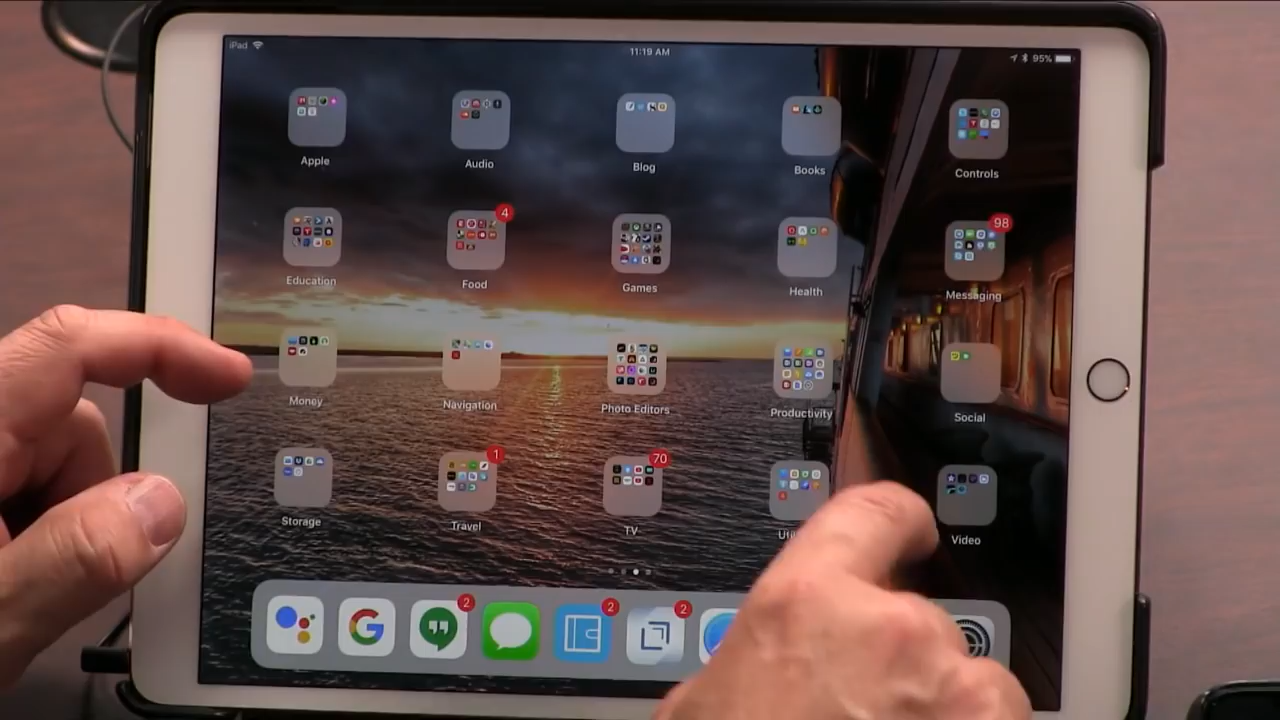 iPad
11:19 AM
95%
Apple
Audio
Blog
Books
Controls
4
98
Education
Food
Games
Health
Messaging
Money
Navigation
Photo Editors
Productivity
Social
1
70
Storage
Travel
TV
Video
2
2
2
G